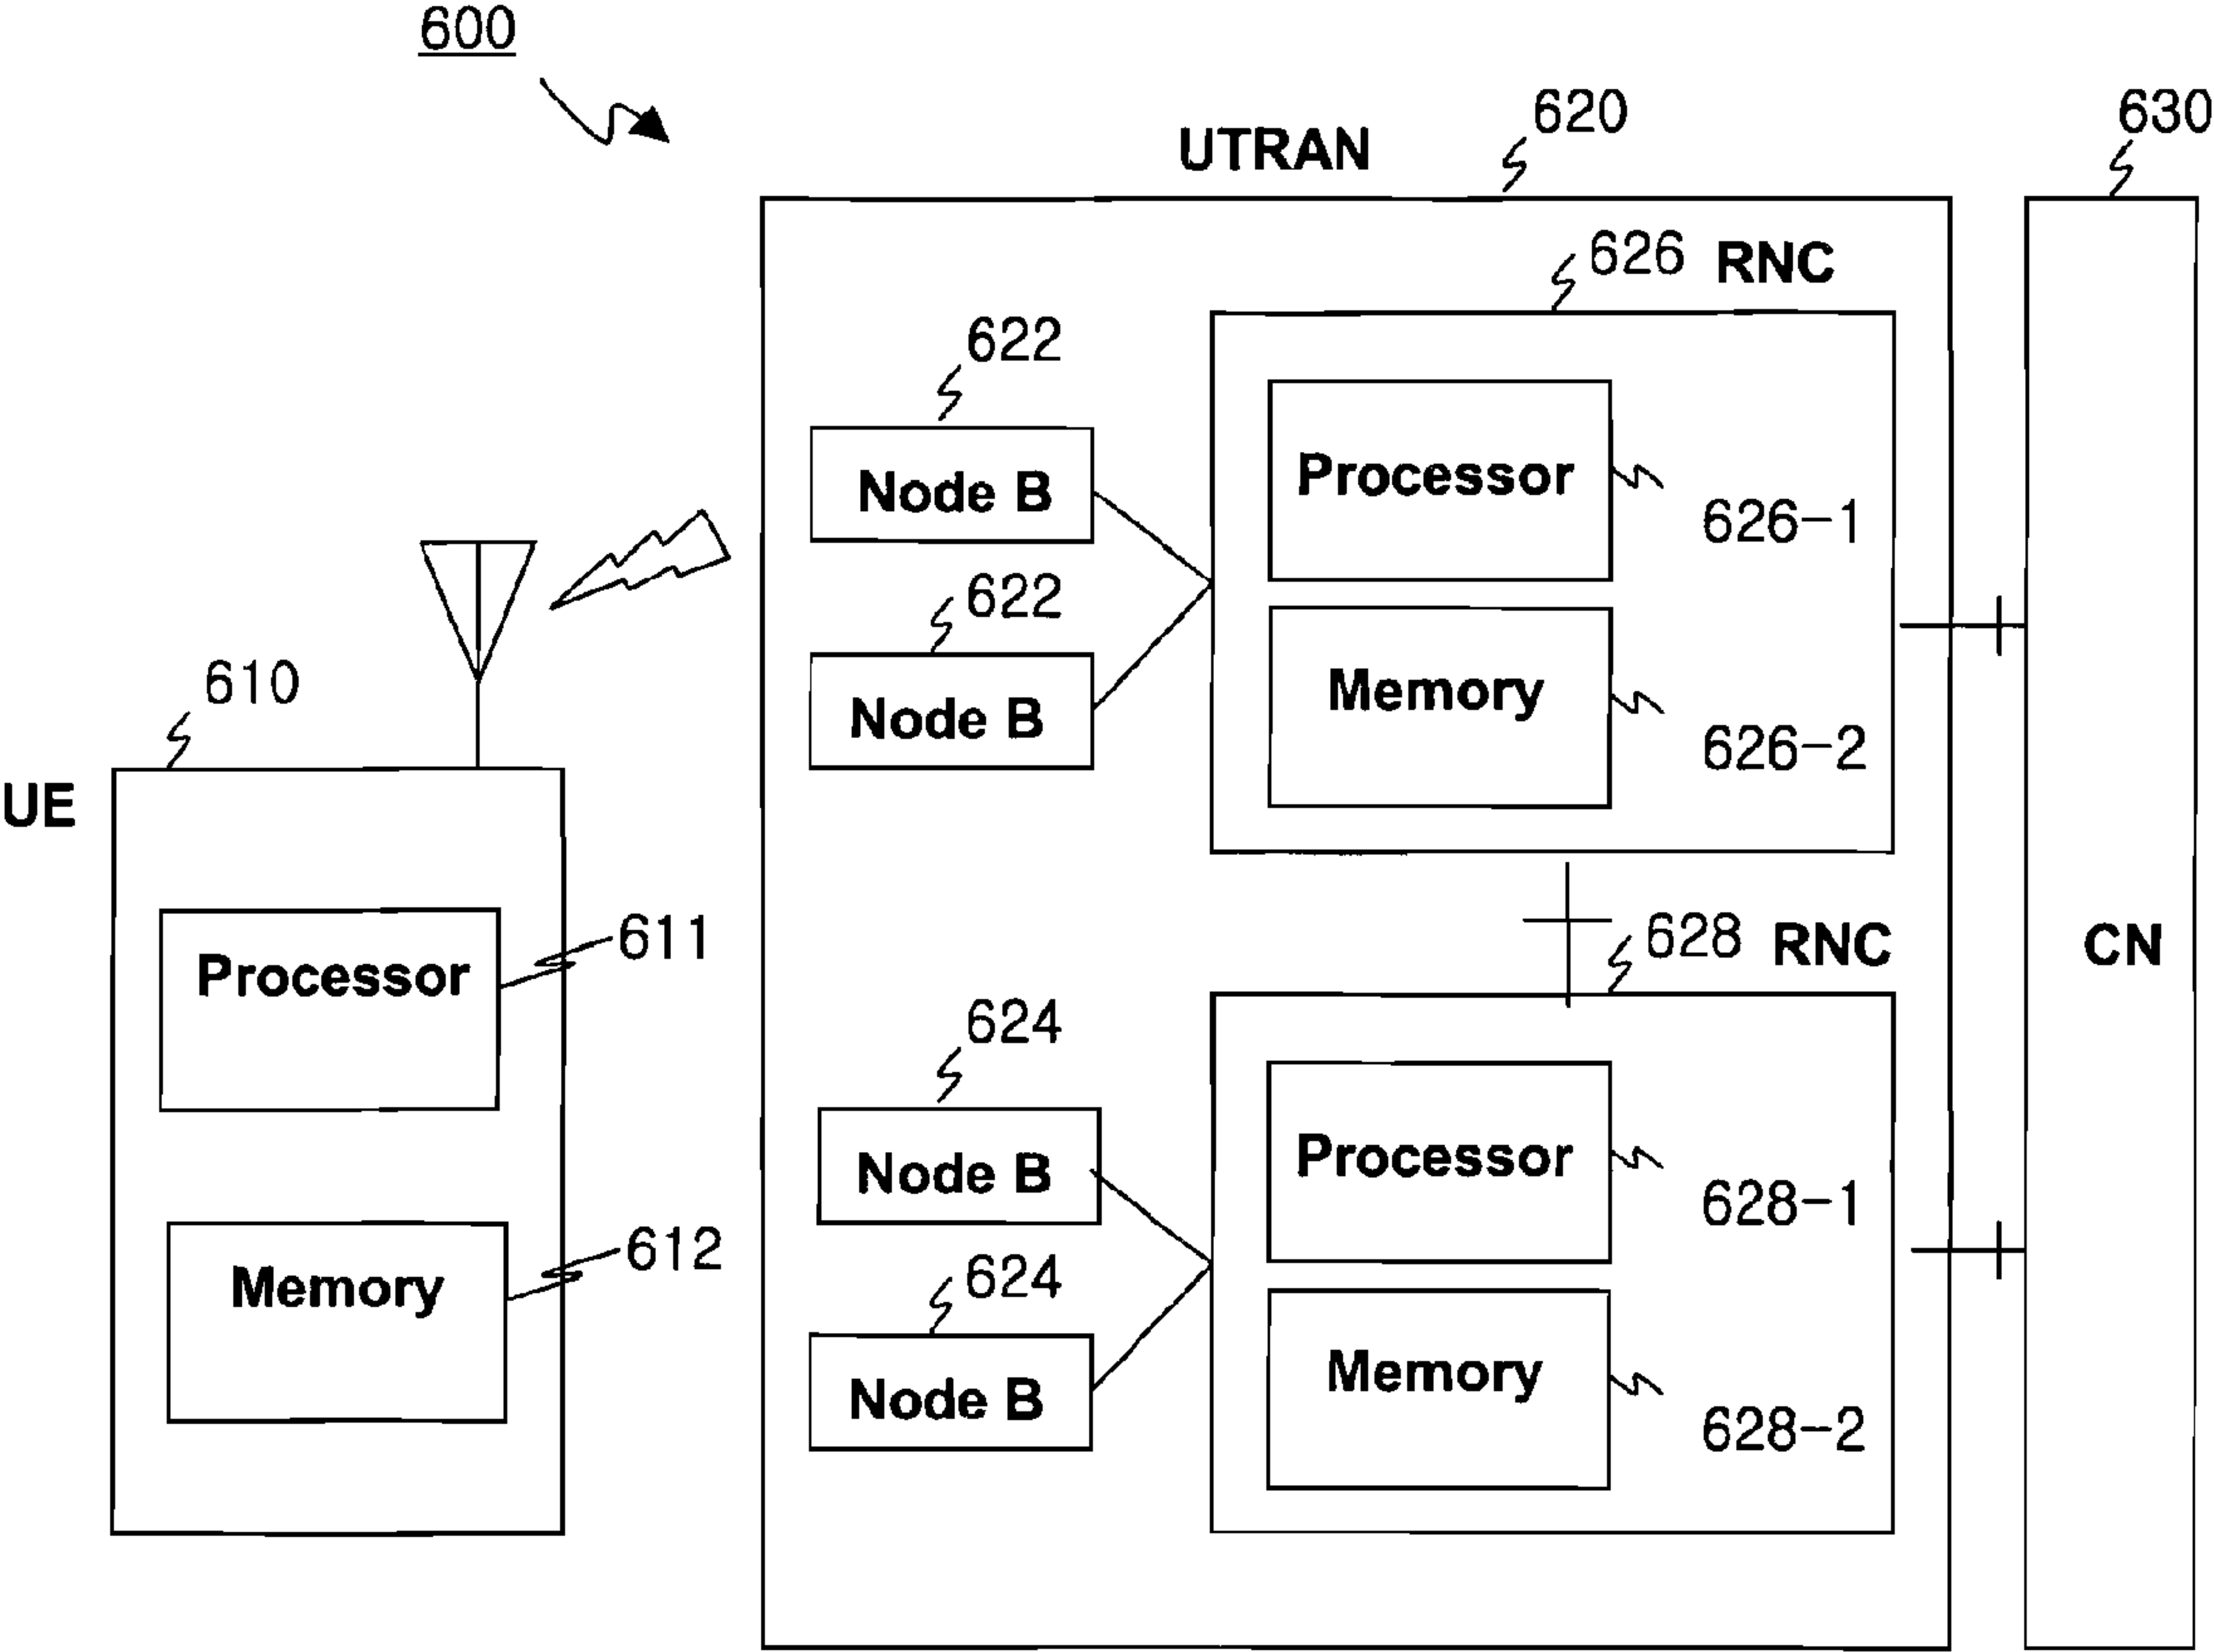 600
620
630
UTRAN
626 RNC
622
Processor
Node B
626-1
622
Memory
610
Node B
626-2
UE
628 RNC
CN
611
Processor
624
Processor
Node B
628-1
612
624
Memory
Memory
Node B
628-2